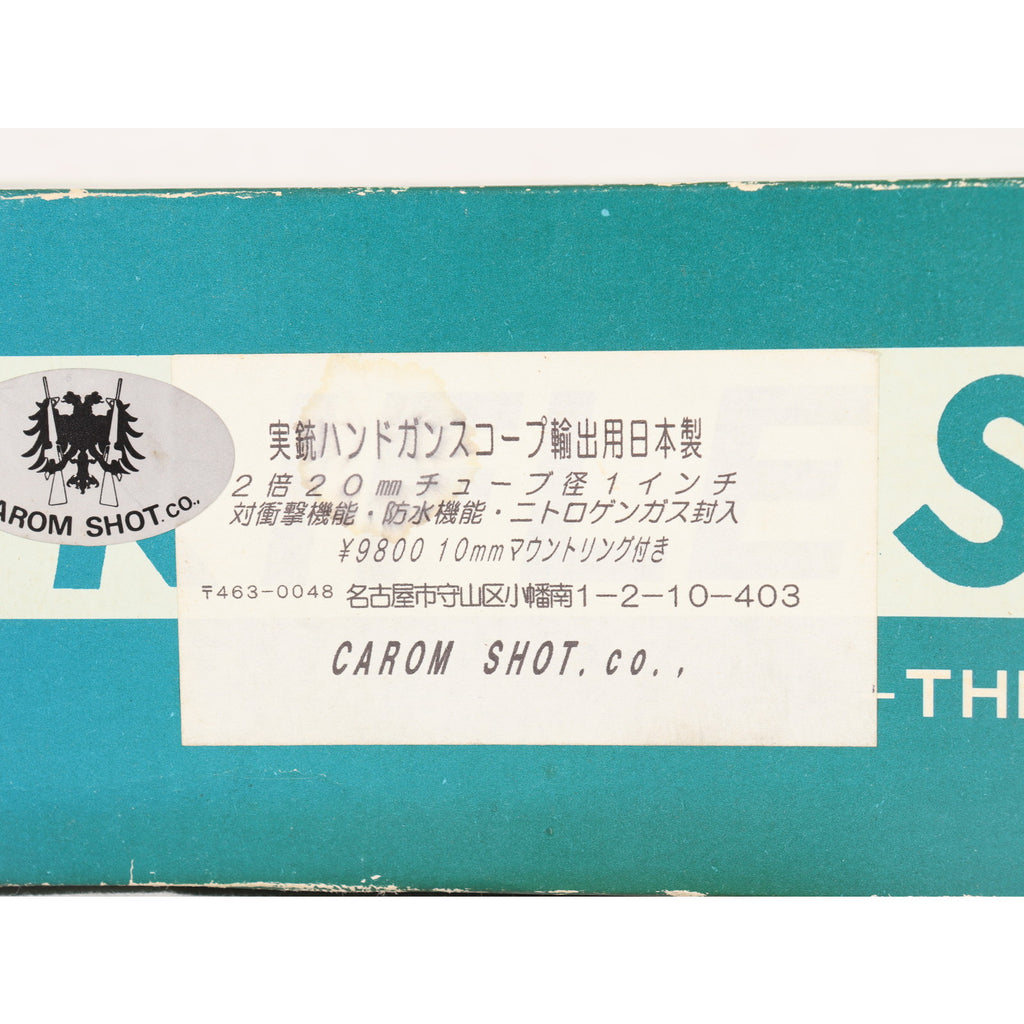 実銃ハンドガンスコープ輸出用日本製
2倍20㎜チューブ径1インチ
対衝撃機能・防水機能・ニトロゲンガス封入
¥9800 10mmマウントリング付き
〒463-0048 名古屋市守山区小幡南1-2-10-403
CAROM SHOT.co.,
AROM SHOT.co.,
S
-THE